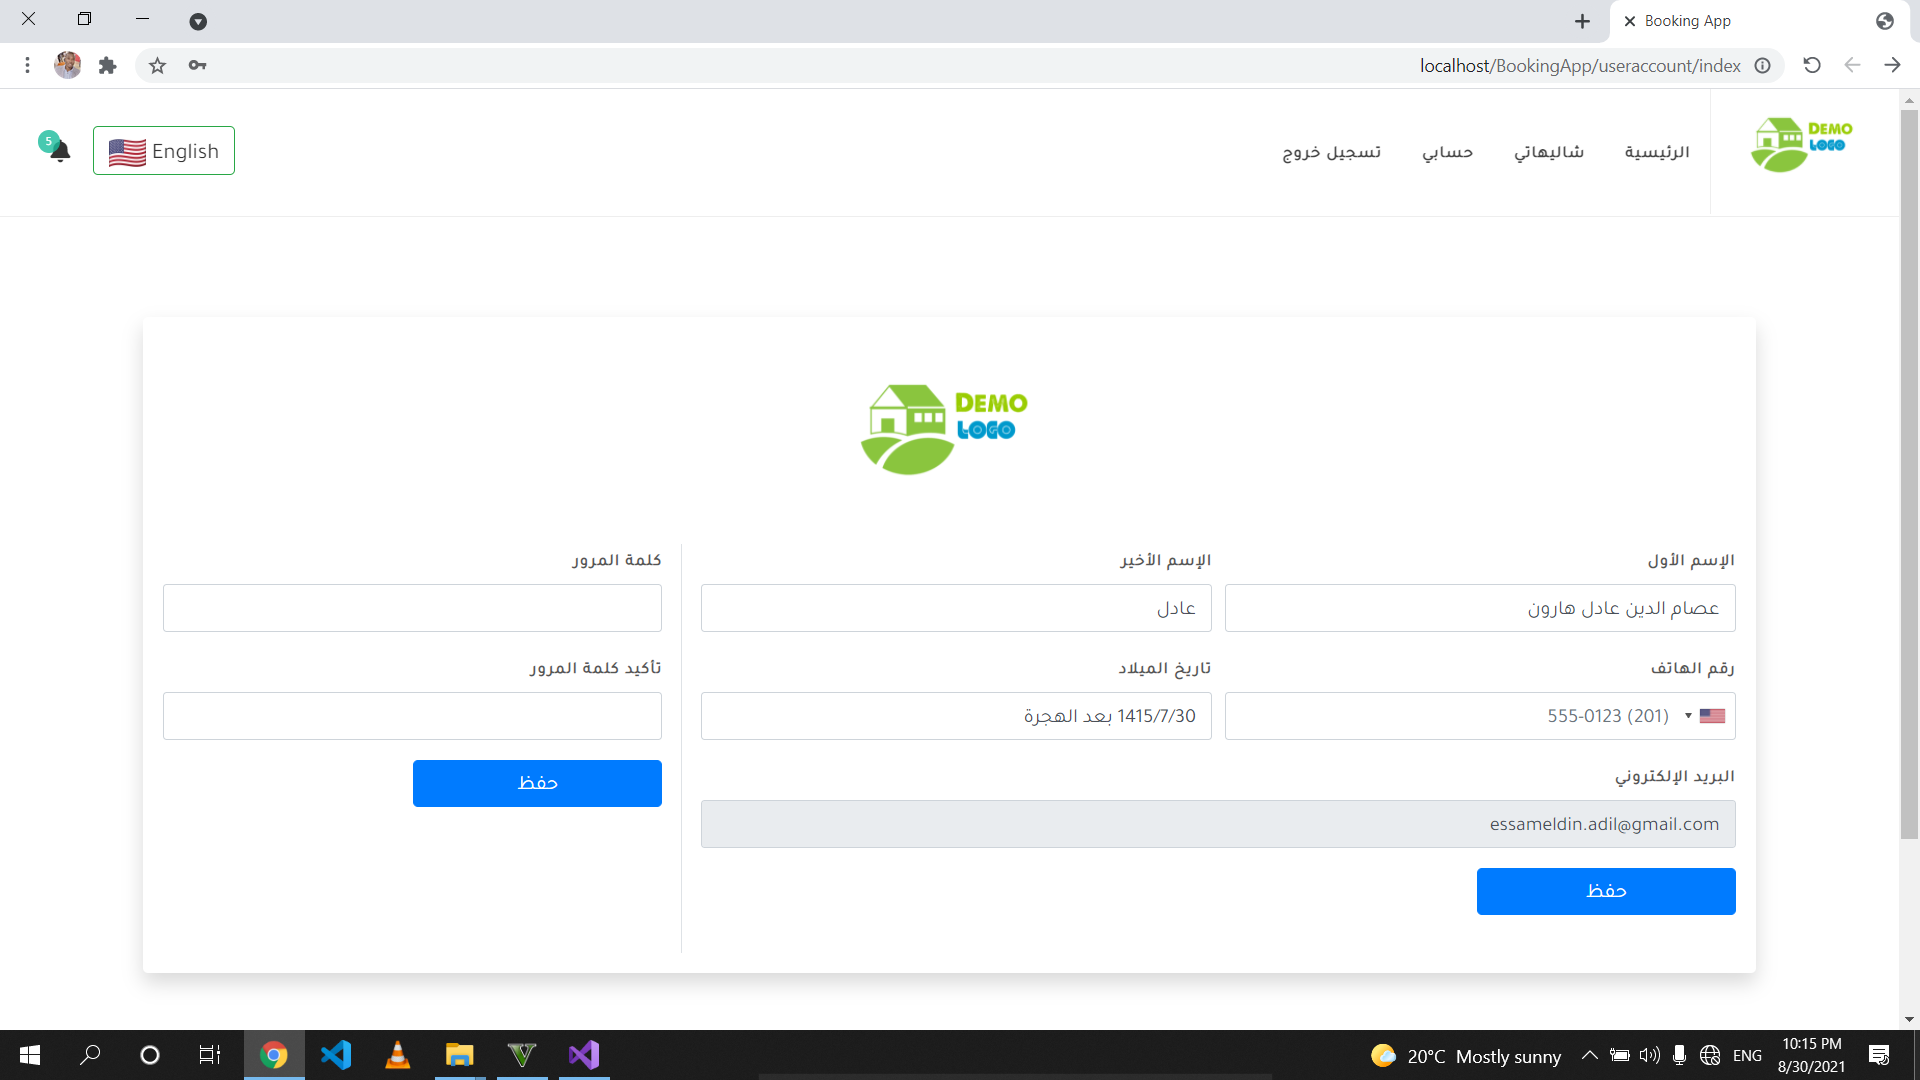 Booking App
localhost/BookingApp/useraccount/index
DEMO
LOGO
الرئيسية
شاليهاتي
حسابي
تسجيل خروج
English
5
DEMO
LOGO
الإسم الأول
الإسم الأخير
كلمة المرور
عصام الدين عادل هارون
عادل
رقم الهاتف
تاريخ الميلاد
تأكيد كلمة المرور
(201) 555-0123
1415/7/30 بعد الهجرة
البريد الإلكتروني
حفظ
essameldin.adil@gmail.com
حفظ
20°C Mostly sunny
ENG
10:15 PM
8/30/2021